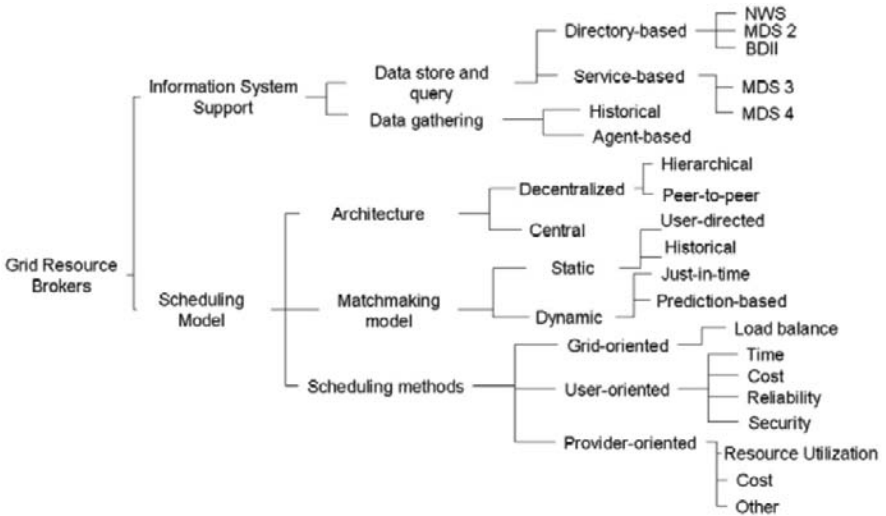 Grid Resource
Brokers
Information System
Support
Data store and
query
Directory-based
NWS
MDS 2
BDII
Service-based
MDS 3
MDS 4
Data gathering
Historical
Agent-based
Scheduling
Model
Architecture
Decentralized
Hierarchical
Peer-to-peer
Central
Matchmaking
model
Static
User-directed
Historical
Dynamic
Just-in-time
Prediction-based
Scheduling methods
Grid-oriented
Load balance
User-oriented
Time
Cost
Reliability
Security
Provider-oriented
Resource Utilization
Cost
Other